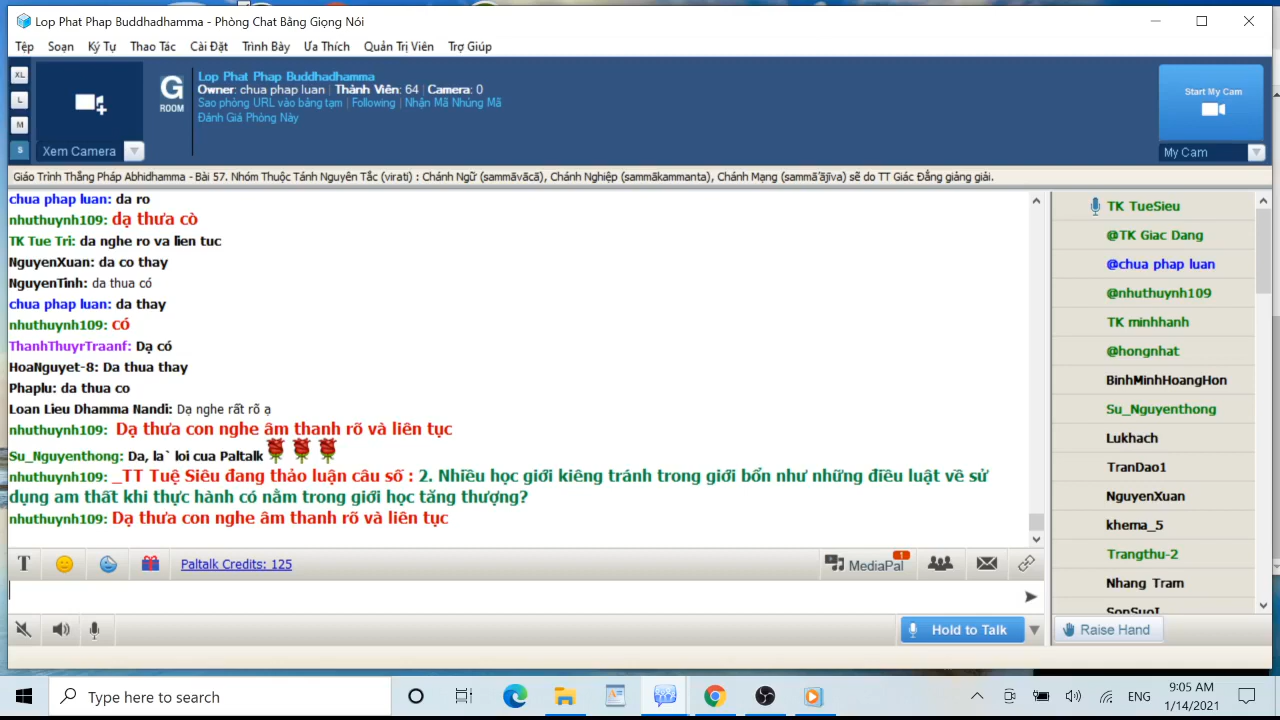 Lop Phat Phap Buddhadhamma - Phòng Chat Bằng Giọng Nói
Tệp Soạn Ký Tự Thao Tác Cài Đặt Trình Bày Ưa Thích Quản Trị Viên Trợ Giúp
XL
L
M
S
Xem Camera
G
ROOM
Lop Phat Phap Buddhadhamma
Owner: chua phap luan | Thành Viên: 64 | Camera: 0
Sao phòng URL vào bảng tạm | Following | Nhận Mã Nhúng Mã
Đánh Giá Phòng Này
Start My Cam
My Cam
Giáo Trình Thắng Pháp Abhidhamma - Bài 57. Nhóm Thuộc Tánh Nguyên Tắc (virati) : Chánh Ngữ (sammāvācā), Chánh Nghiệp (sammākammanta), Chánh Mạng (sammā'ājīva) sẽ do TT Giác Đẳng giảng giải.
chua phap luan: da ro
nhuthuynh109: dạ thưa cò
TK Tue Tri: da nghe ro va lien tuc
NguyenXuan: da co thay
NguyenTinh: da thua có
chua phap luan: da thay
nhuthuynh109: có
ThanhThuyrTraanf: Dạ có
HoaNguyet-8: Da thua thay
Phaplu: da thua co
Loan Lieu Dhamma Nandi: Dạ nghe rất rõ ạ
nhuthuynh109: Dạ thưa con nghe âm thanh rõ và liên tục
Su_Nguyenthong: Da, la` loi cua Paltalk
nhuthuynh109: _TT Tuệ Siêu đang thảo luận câu số : 2. Nhiều học giới kiêng tránh trong giới bổn như những điều luật về sử
dụng am thất khi thực hành có nằm trong giới học tăng thượng?
nhuthuynh109: Dạ thưa con nghe âm thanh rõ và liên tục
TK TueSieu
@TK Giac Dang
@chua phap luan
@nhuthuynh109
TK minhhanh
@hongnhat
BinhMinhHoangHon
Su_Nguyenthong
Lukhach
TranDao1
NguyenXuan
khema_5
Trangthu-2
Nhang Tram
SonSuoI
T Paltalk Credits: 125 MediaPal 1
Hold to Talk
Raise Hand
Type here to search
ENG
9:05 AM
1/14/2021